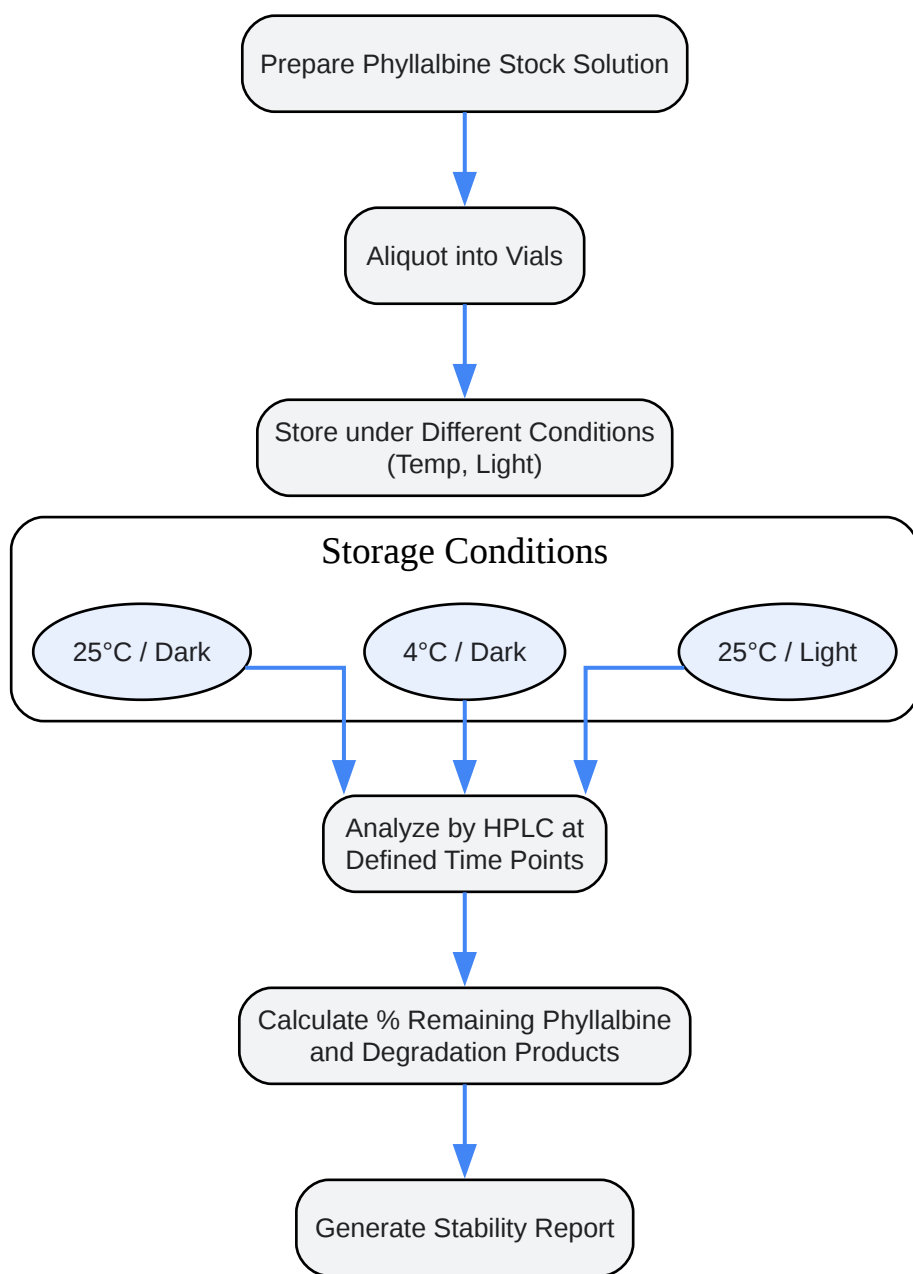 Prepare Phyllalbine Stock Solution
Aliquot into Vials
Store under Different Conditions
(Temp, Light)
Storage Conditions
25°C / Dark
4°C / Dark
25°C / Light
Analyze by HPLC at
Defined Time Points
Calculate % Remaining Phyllalbine
and Degradation Products
Generate Stability Report